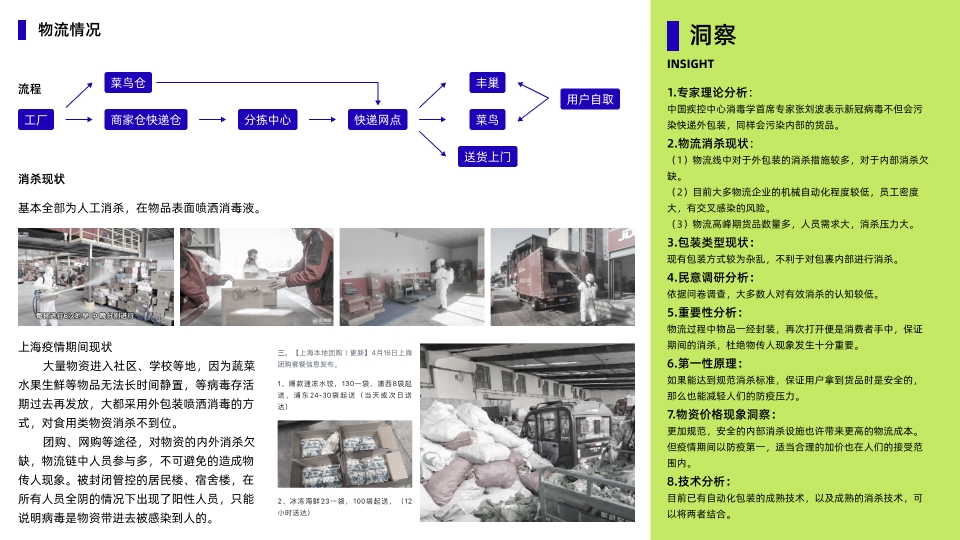 物流情况
流程
工厂
菜鸟仓
商家仓快递仓
分拣中心
快递网点
丰巢
菜鸟
送货上门
用户自取
消杀现状
基本全部为人工消杀，在物品表面喷洒消毒液。
上海疫情期间现状
大量物资进入社区、学校等地，因为蔬菜
水果生鲜等物品无法长时间静置，等病毒存活
期过去再发放，大都采用外包装喷洒消毒的方
式，对食用类物资消杀不到位。
团购、网购等途径，对物资的内外消杀欠
缺，物流链中人员参与多，不可避免的造成物
传人现象。被封闭管控的居民楼、宿舍楼，在
所有人员全阴的情况下出现了阳性人员，只能
说明病毒是物资带进去被感染到人的。
三、【上海本地团购｜更新】4月16日上海
团购套餐信息发布。
1、爆款速冻水饺，130一袋，浦西8袋起
送，浦东24-30袋起送（当天或次日送
达）
2、冰冻海鲜23一袋，100袋起送，（12
小时送达）
洞察
INSIGHT
1.专家理论分析：
中国疾控中心消毒学首席专家张刘波表示新冠病毒不但会污
染快递外包装，同样会污染内部的货品。
2.物流消杀现状：
（1）物流线中对于外包装的消杀措施较多，对于内部消杀欠
缺。
（2）目前大多物流企业的机械自动化程度较低，员工密度
大，有交叉感染的风险。
（3）物流高峰期货品数量多，人员需求大，消杀压力大。
3.包装类型现状：
现有包装方式较为杂乱，不利于对包裹内部进行消杀。
4.民意调研分析：
依据问卷调查，大多数人对有效消杀的认知较低。
5.重要性分析：
物流过程中物品一经封装，再次打开便是消费者手中，保证
期间的消杀，杜绝物传人现象发生十分重要。
6.第一性原理：
如果能达到规范消杀标准，保证用户拿到货品时是安全的，
那么也能减轻人们的防疫压力。
7.物资价格现象洞察：
更加规范，安全的内部消杀设施也许带来更高的物流成本。
但疫情期间以防疫第一，适当合理的加价也在人们的接受范
围内。
8.技术分析：
目前已有自动化包装的成熟技术，以及成熟的消杀技术，可
以将两者结合。